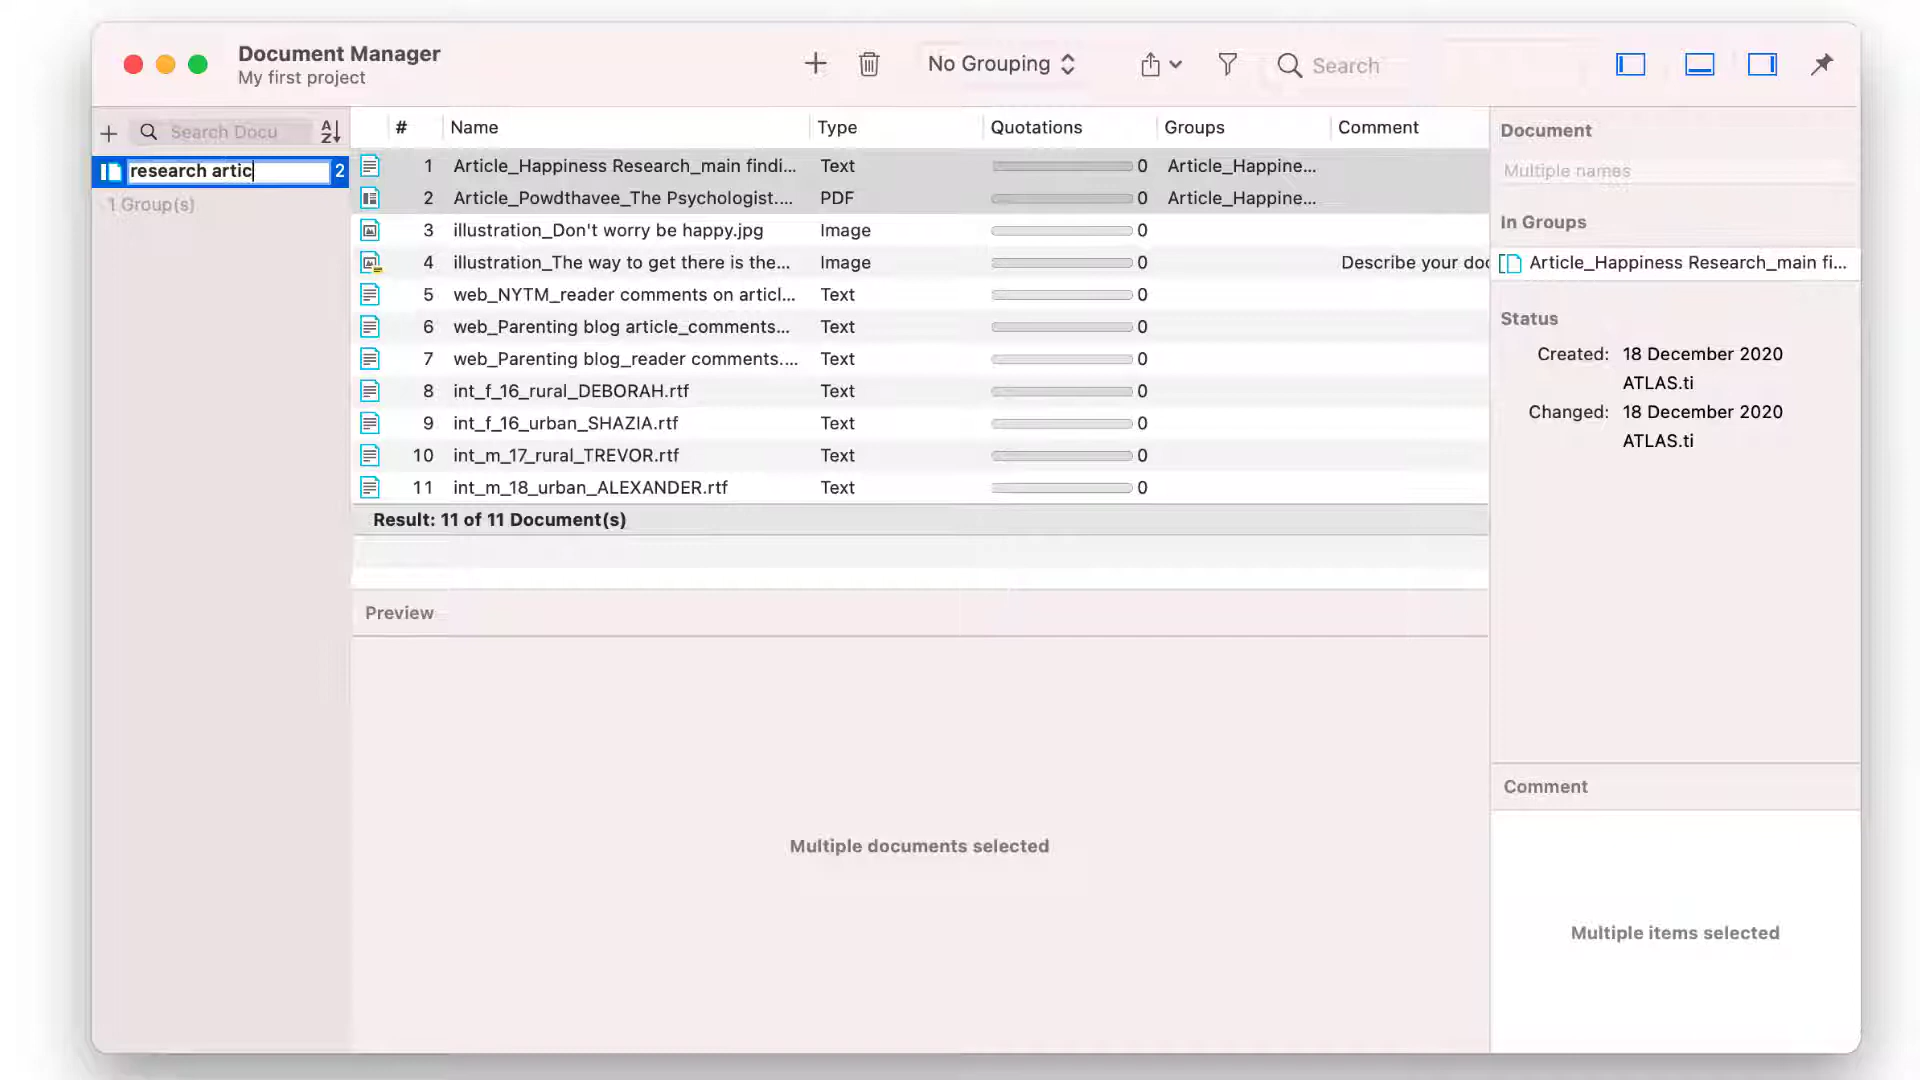 Document Manager
My first project
No Grouping
Search
Search Docu
research artic 2
1 Group(s)
# Name Type Quotations Groups Comment
1 Article_Happiness Research_main findi... Text 0 Article_Happine...
2 Article_Powdthavee_The Psychologist.... PDF 0 Article_Happine...
3 illustration_Don't worry be happy.jpg Image 0
4 illustration_The way to get there is the... Image 0 Describe your doc
5 web_NYTM_reader comments on articl... Text 0
6 web_Parenting blog article_comments... Text 0
7 web_Parenting blog_reader comments.... Text 0
8 int_f_16_rural_DEBORAH.rtf Text 0
9 int_f_16_urban_SHAZIA.rtf Text 0
10 int_m_17_rural_TREVOR.rtf Text 0
11 int_m_18_urban_ALEXANDER.rtf Text 0
Result: 11 of 11 Document(s)
Preview
Multiple documents selected
Document
Multiple names
In Groups
Article_Happiness Research_main fi...
Status
Created: 18 December 2020
ATLAS.ti
Changed: 18 December 2020
ATLAS.ti
Comment
Multiple items selected